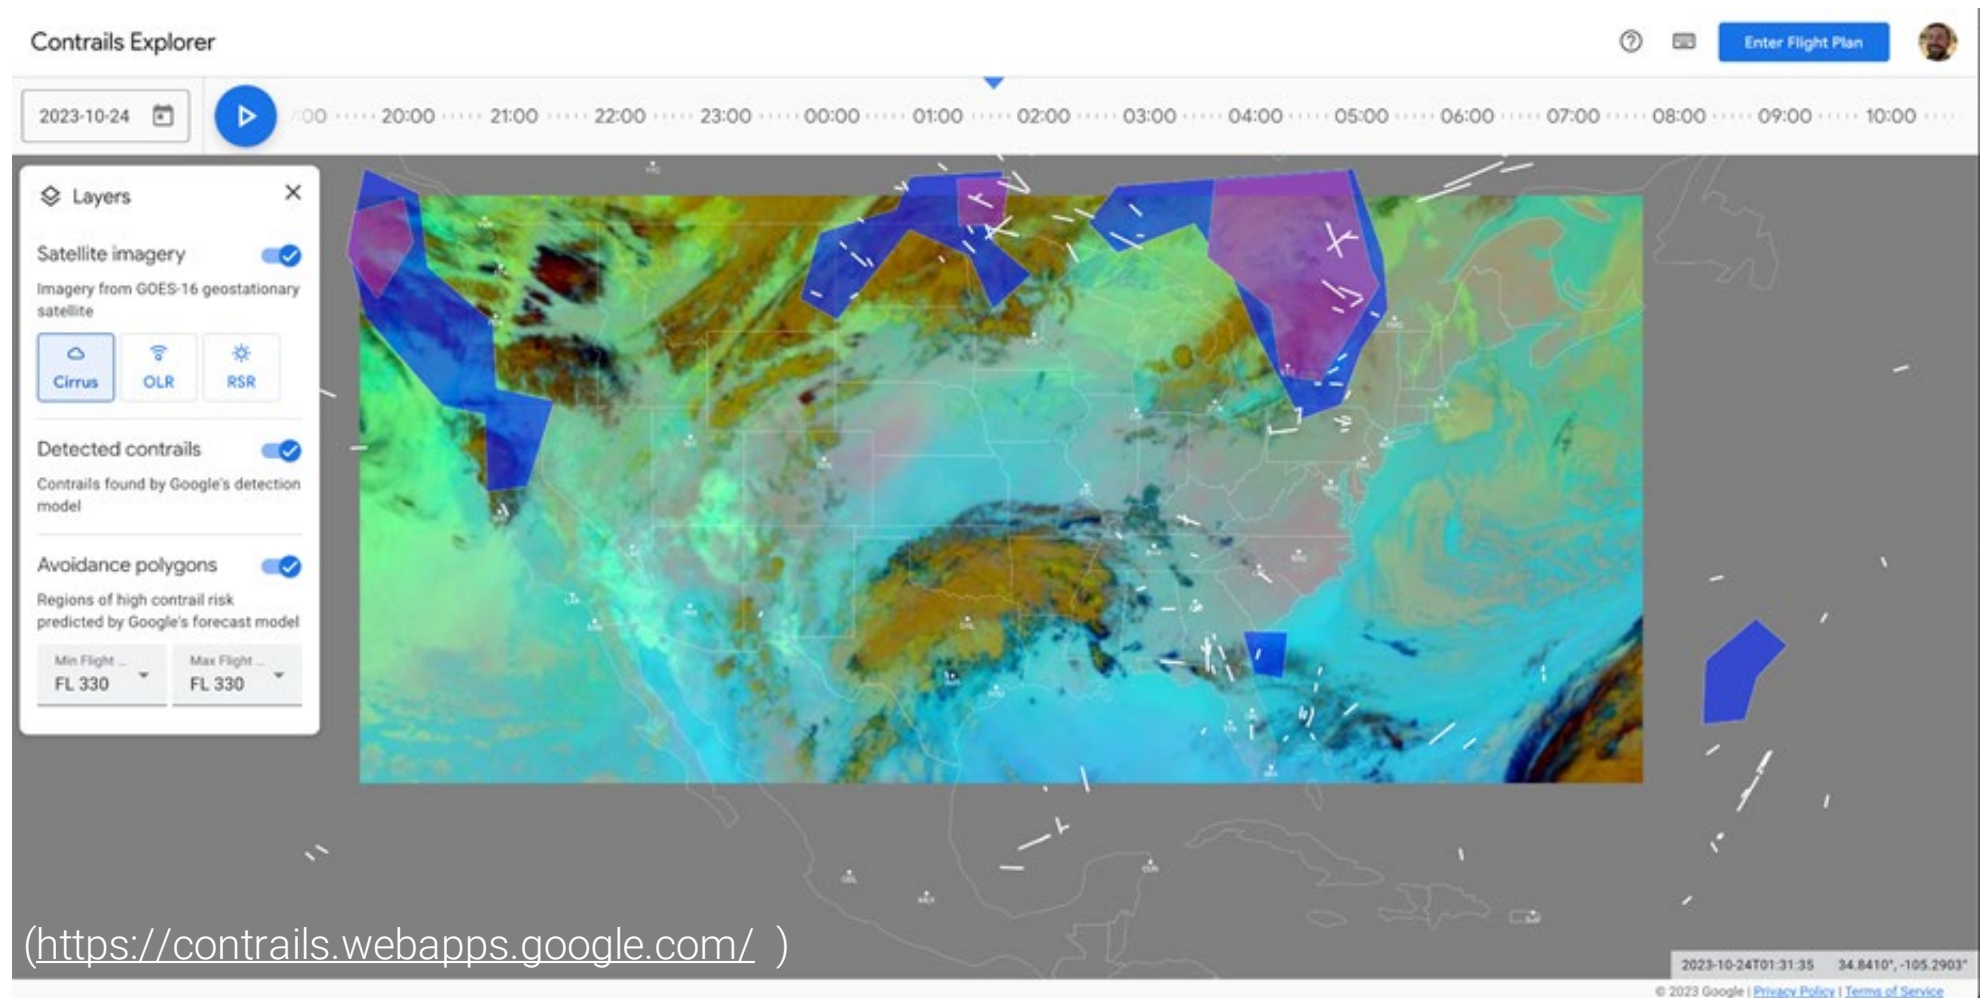 Contrails Explorer
Enter Flight Plan
2023-10-24
:00 20:00 21:00 22:00 23:00 00:00 01:00 02:00 03:00 04:00 05:00 06:00 07:00 08:00 09:00 10:00
Layers
Satellite imagery
Imagery from GOES-16 geostationary
satellite
Cirrus OLR RSR
Detected contrails
Contrails found by Google's detection
model
Avoidance polygons
Regions of high contrail risk
predicted by Google's forecast model
Min Flight ... Max Flight ...
FL 330 FL 330
(https://contrails.webapps.google.com/ )
2023-10-24T01:31:35 34.8410°, -105.2903°
© 2023 Google | Privacy Policy | Terms of Service